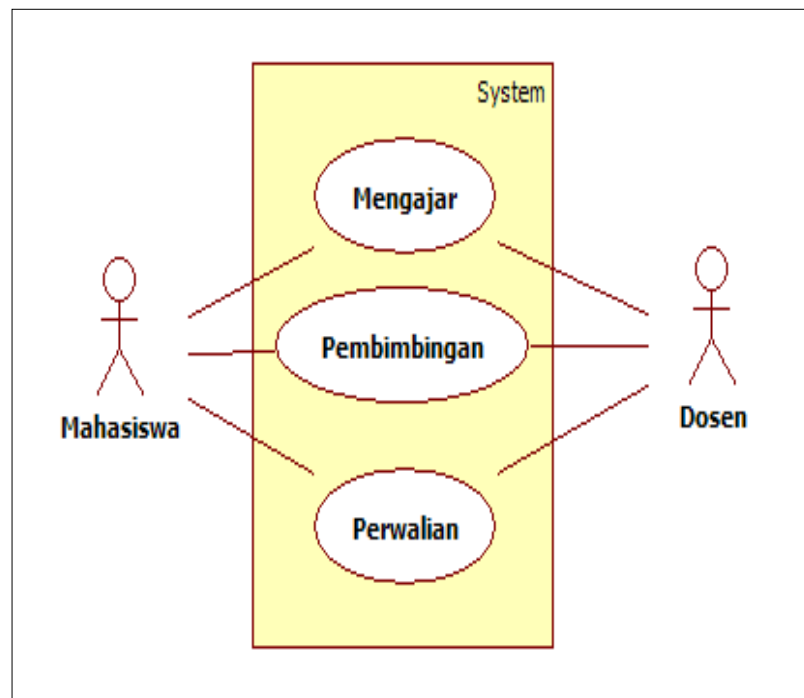 System
Mengajar
Pembimbingan
Mahasiswa
Dosen
Perwalian